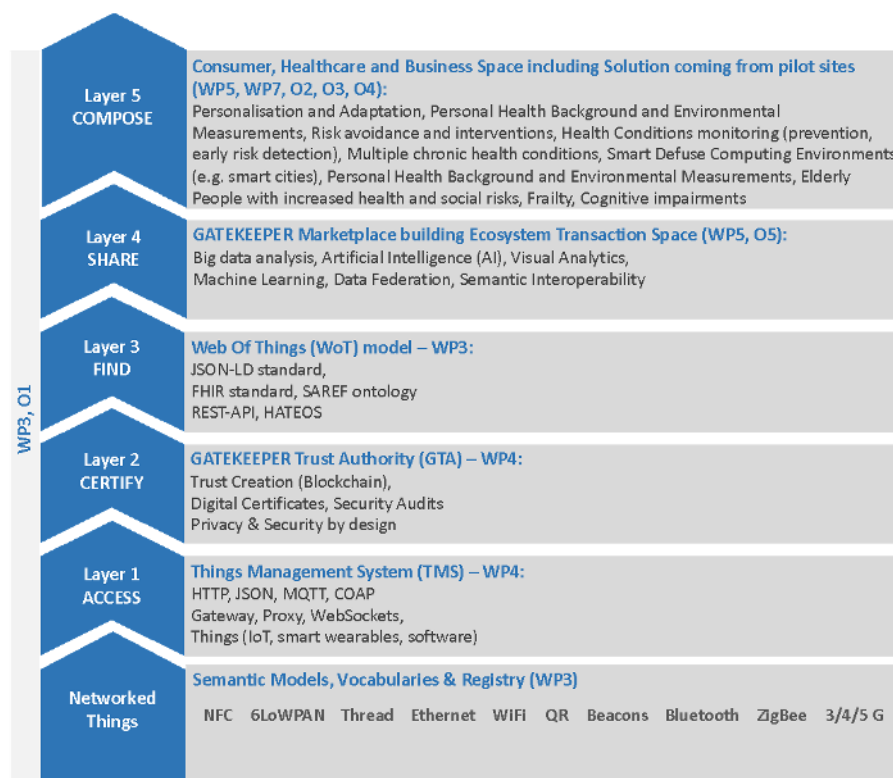 WP3, O1
Layer 5
COMPOSE
Consumer, Healthcare and Business Space including Solution coming from pilot sites
(WP5, WP7, O2, O3, O4):
Personalisation and Adaptation, Personal Health Background and Environmental
Measurements, Risk avoidance and interventions, Health Conditions monitoring (prevention,
early risk detection), Multiple chronic health conditions, Smart Defuse Computing Environments
(e.g. smart cities), Personal Health Background and Environmental Measurements, Elderly
People with increased health and social risks, Frailty, Cognitive impairments
Layer 4
SHARE
GATEKEEPER Marketplace building Ecosystem Transaction Space (WP5, O5):
Big data analysis, Artificial Intelligence (AI), Visual Analytics,
Machine Learning, Data Federation, Semantic Interoperability
Layer 3
FIND
Web Of Things (WoT) model – WP3:
JSON-LD standard,
FHIR standard, SAREF ontology
REST-API, HATEOS
Layer 2
CERTIFY
GATEKEEPER Trust Authority (GTA) – WP4:
Trust Creation (Blockchain),
Digital Certificates, Security Audits
Privacy & Security by design
Layer 1
ACCESS
Things Management System (TMS) – WP4:
HTTP, JSON, MQTT, COAP
Gateway, Proxy, WebSockets,
Things (IoT, smart wearables, software)
Networked
Things
Semantic Models, Vocabularies & Registry (WP3)
NFC 6LoWPAN Thread Ethernet WIFI QR Beacons Bluetooth ZigBee 3/4/5 G